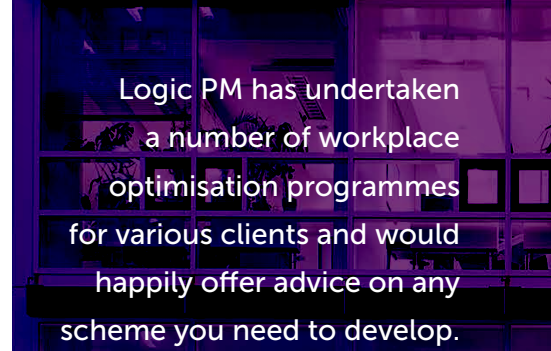 Logic PM has undertaken
a number of workplace
optimisation programmes
for various clients and would
happily offer advice on any
scheme you need to develop.